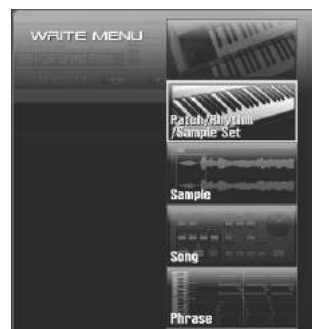 WRITE MENU
Patch/Rhythm
/Sample Set
Sample
Song
Phrase